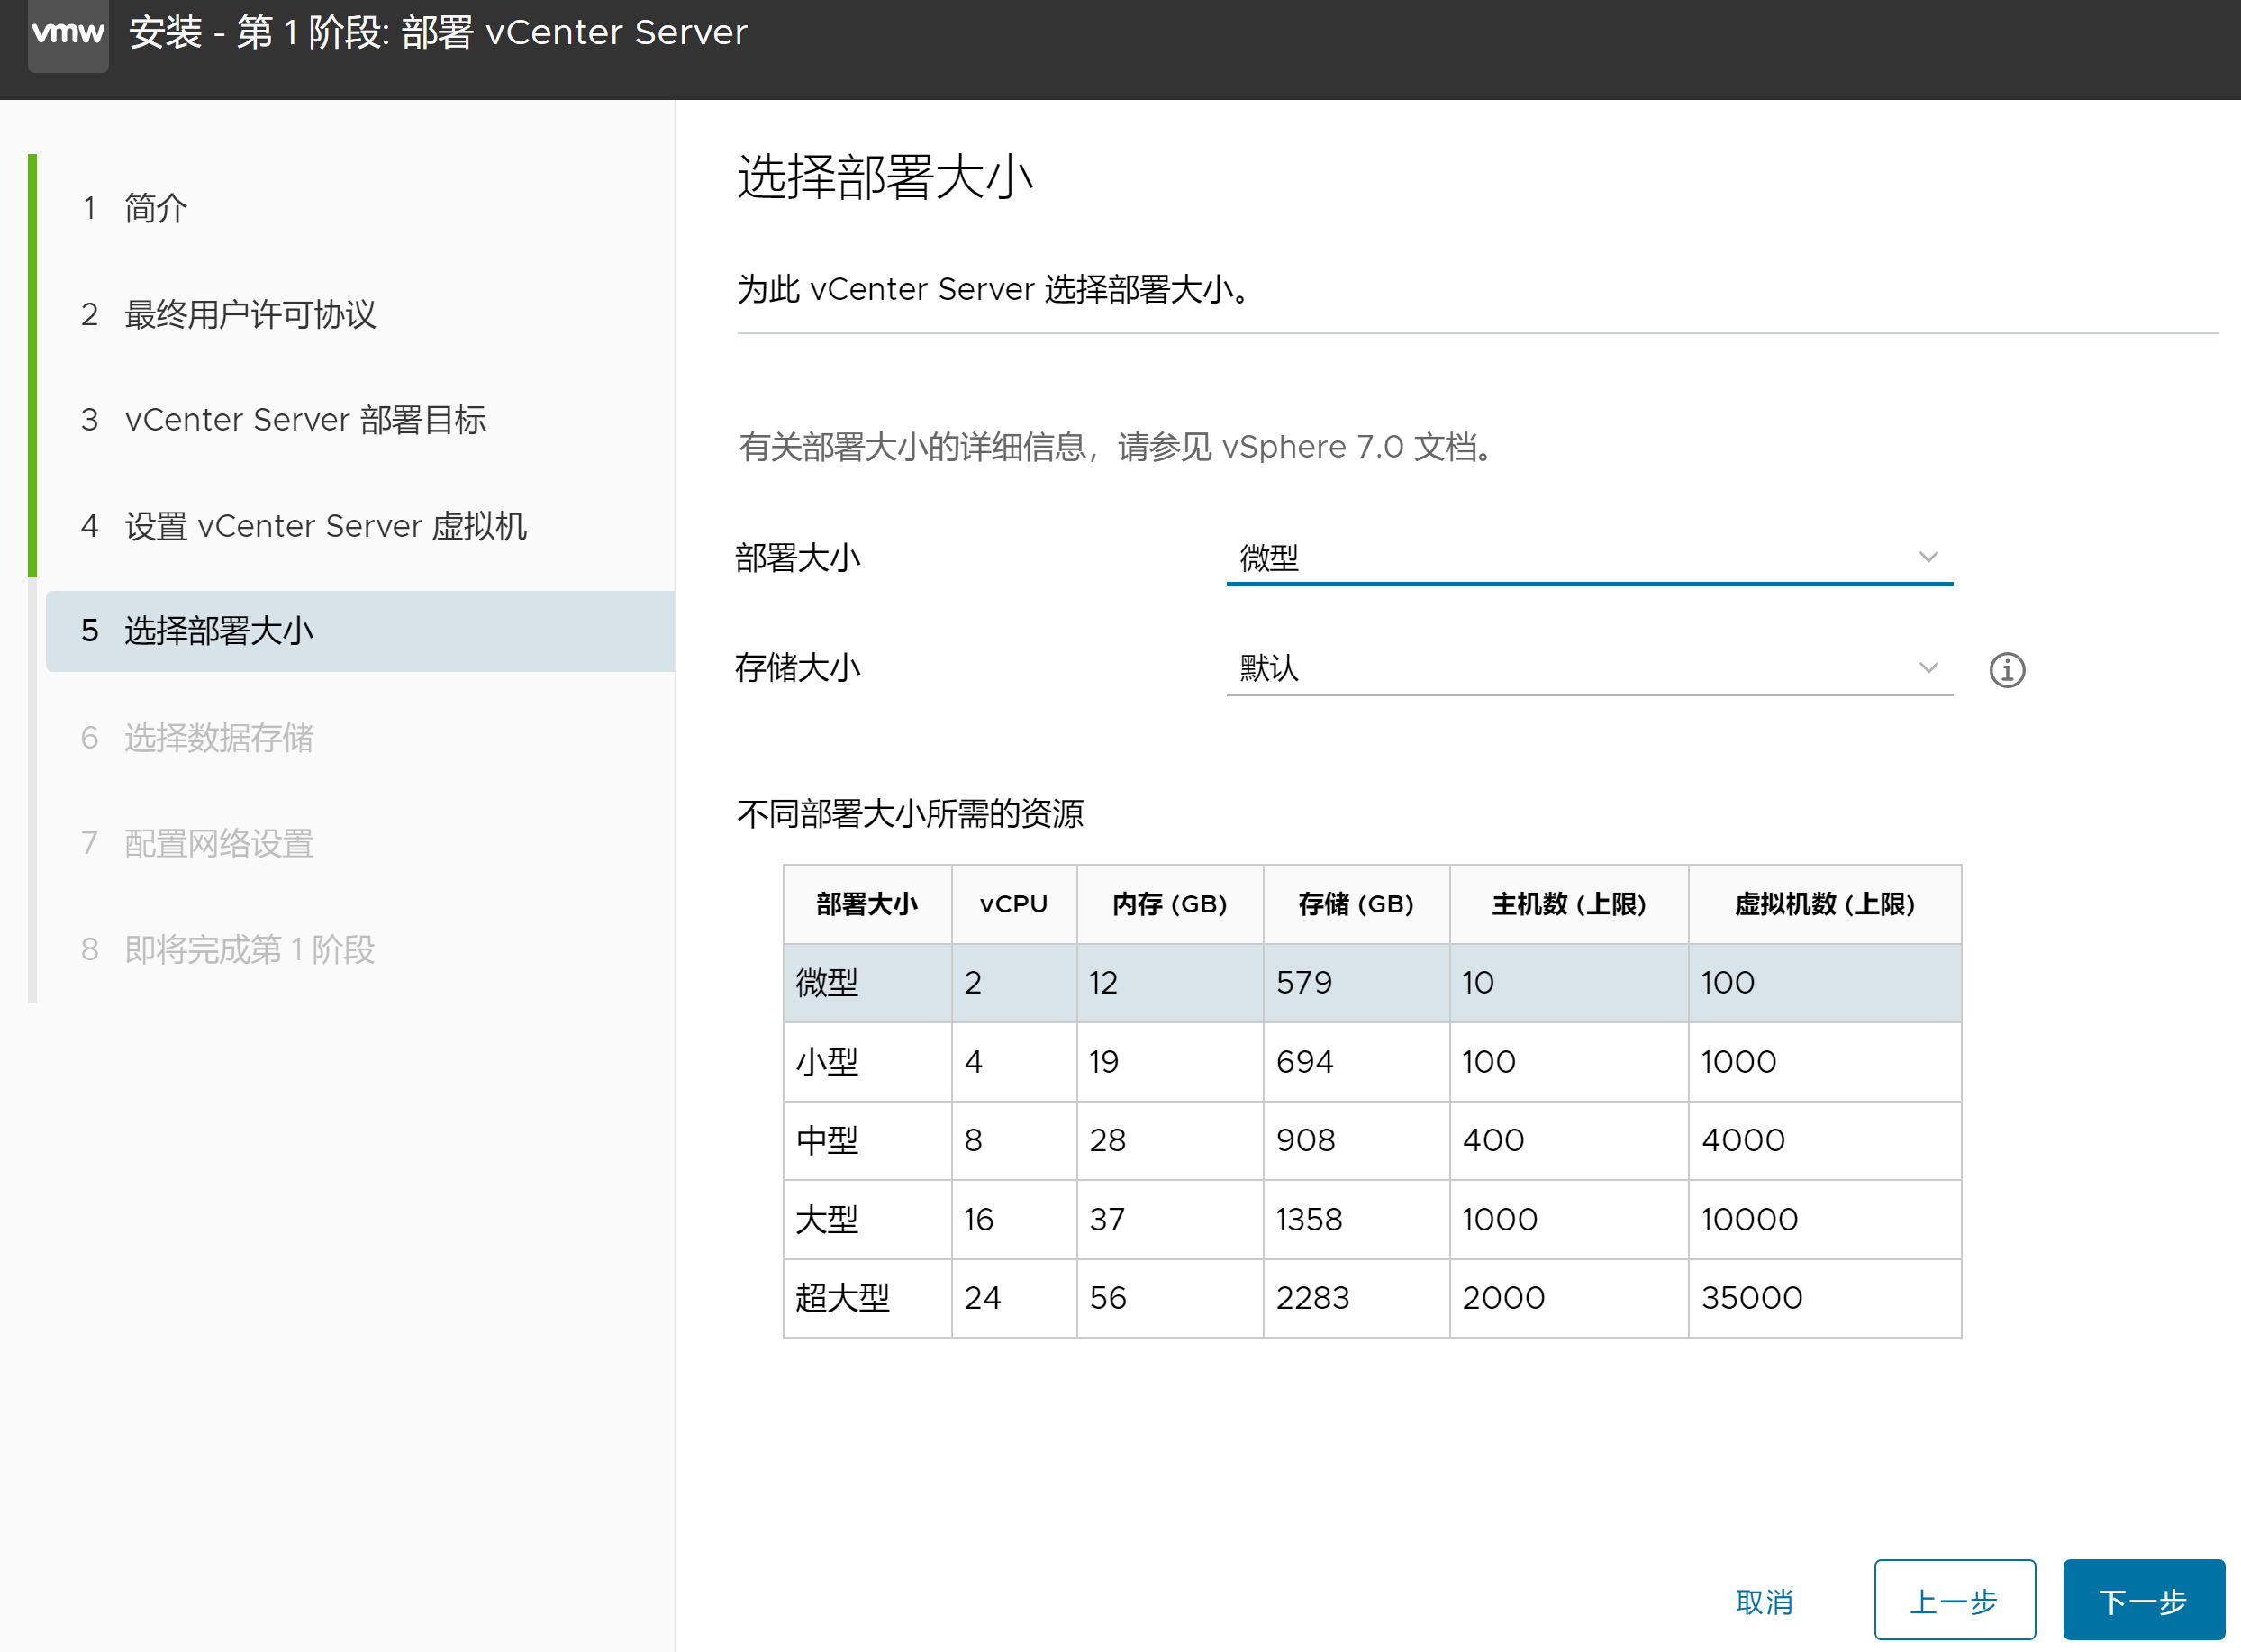 vmw 安装 - 第 1 阶段: 部署 vCenter Server
1 简介
2 最终用户许可协议
3 vCenter Server 部署目标
4 设置 vCenter Server 虚拟机
5 选择部署大小
6 选择数据存储
7 配置网络设置
8 即将完成第 1 阶段
选择部署大小
为此 vCenter Server 选择部署大小。
有关部署大小的详细信息，请参见 vSphere 7.0 文档。
部署大小 微型
存储大小 默认
不同部署大小所需的资源
部署大小 vCPU 内存 (GB) 存储 (GB) 主机数 (上限) 虚拟机数 (上限)
微型 2 12 579 10 100
小型 4 19 694 100 1000
中型 8 28 908 400 4000
大型 16 37 1358 1000 10000
超大型 24 56 2283 2000 35000
取消 上一步 下一步